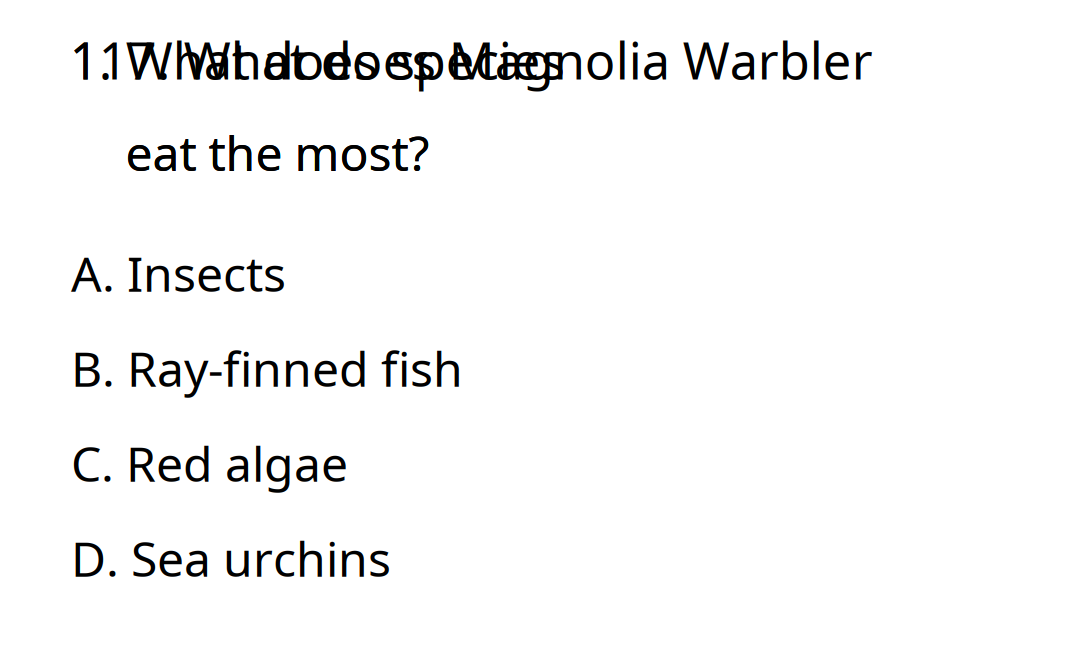 17. What does Magnolia Warbler
eat the most?
A. Insects
B. Ray-finned fish
C. Red algae
D. Sea urchins